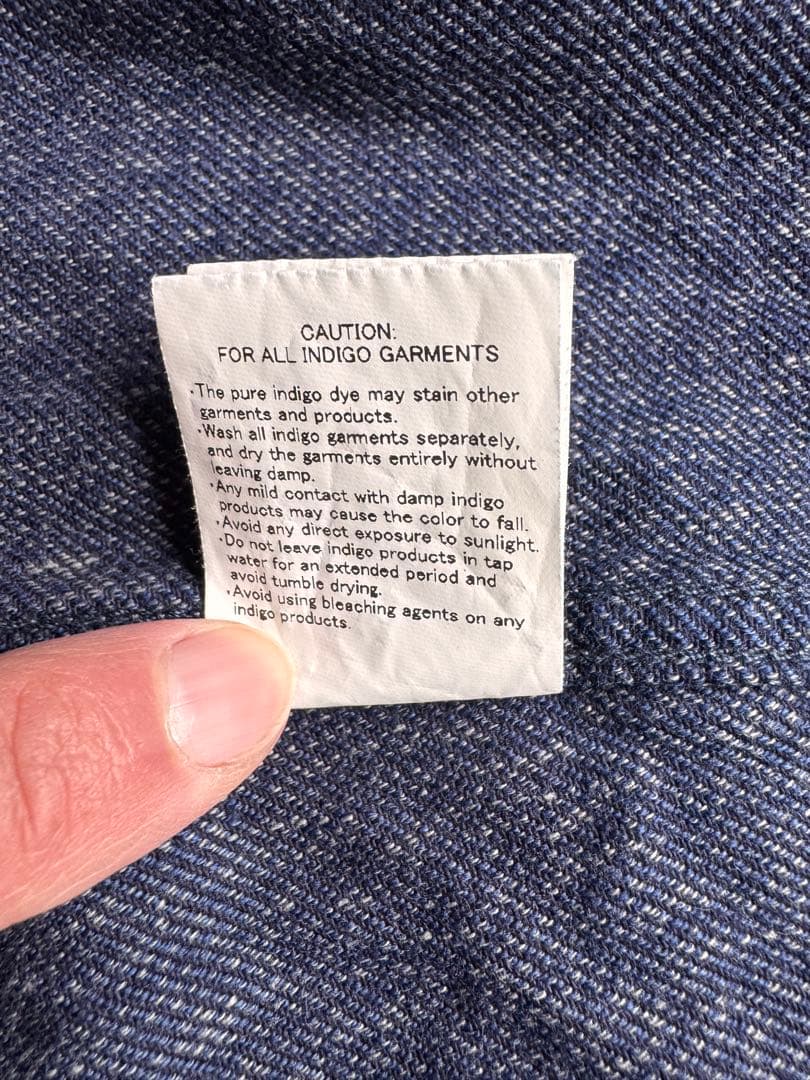 CAUTION:
FOR ALL INDIGO GARMENTS
·The pure indigo dye may stain other
garments and products.
·Wash all indigo garments separately,
and dry the garments entirely without
leaving damp.
·Any mild contact with damp indigo
products may cause the color to fall.
·Avoid any direct exposure to sunlight.
·Do not leave indigo products in tap
water for an extended period and
avoid tumble drying.
·Avoid using bleaching agents on any
indigo products.